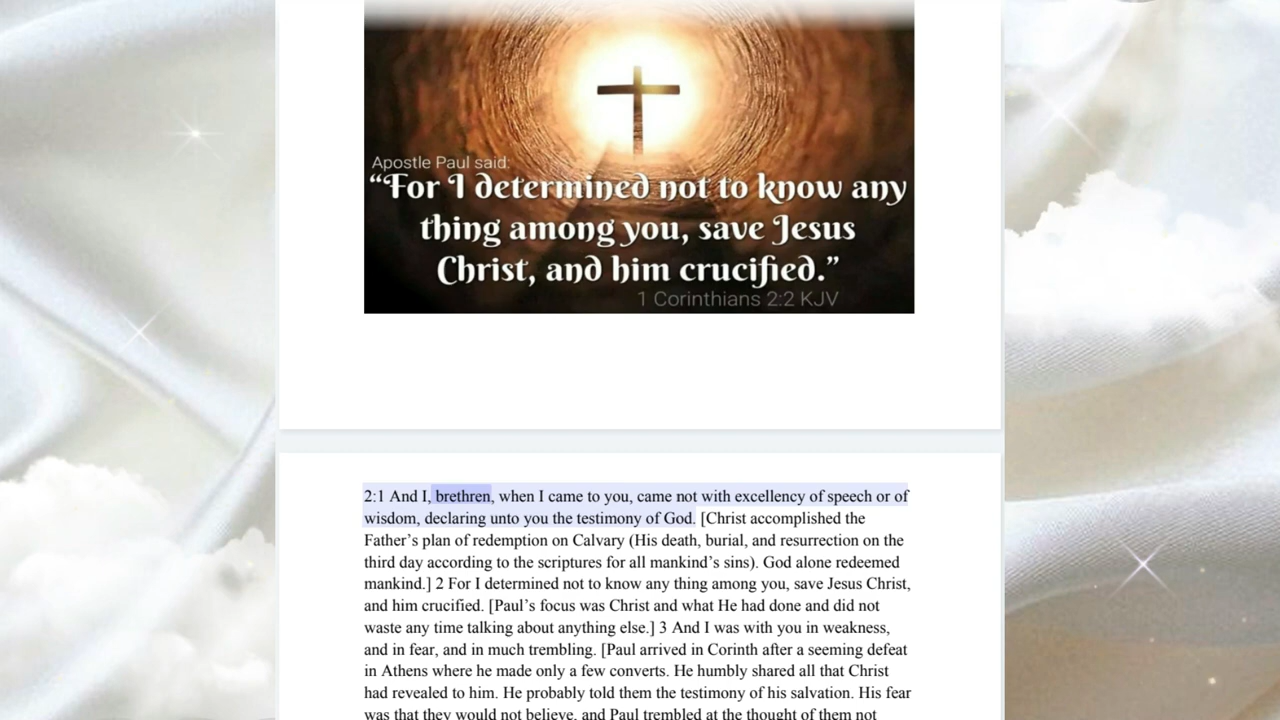 Apostle Paul said:
“For I determined not to know any
thing among you, save Jesus
Christ, and him crucified.”
1 Corinthians 2:2 KJV
2:1 And I, brethren, when I came to you, came not with excellency of speech or of
wisdom, declaring unto you the testimony of God. [Christ accomplished the
Father’s plan of redemption on Calvary (His death, burial, and resurrection on the
third day according to the scriptures for all mankind’s sins). God alone redeemed
mankind.] 2 For I determined not to know any thing among you, save Jesus Christ,
and him crucified. [Paul’s focus was Christ and what He had done and did not
waste any time talking about anything else.] 3 And I was with you in weakness,
and in fear, and in much trembling. [Paul arrived in Corinth after a seeming defeat
in Athens where he made only a few converts. He humbly shared all that Christ
had revealed to him. He probably told them the testimony of his salvation. His fear
was that they would not believe, and Paul trembled at the thought of them not